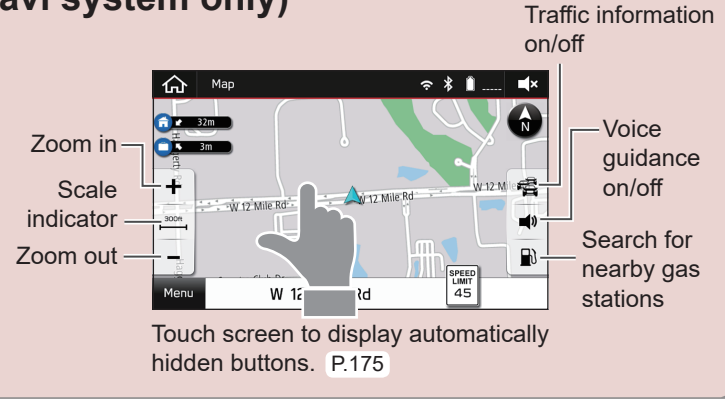 avi system only)
Traffic information
on/off
Map
N
32m
3m
Zoom in
Voice
guidance
on/off
Scale
indicator
300ft
W 12 Mile Rd
W 12 Mile Rd
W 12 Mile
Zoom out
Search for
nearby gas
stations
Menu
W 12
Rd
SPEED
LIMIT
45
Touch screen to display automatically
hidden buttons. P.175